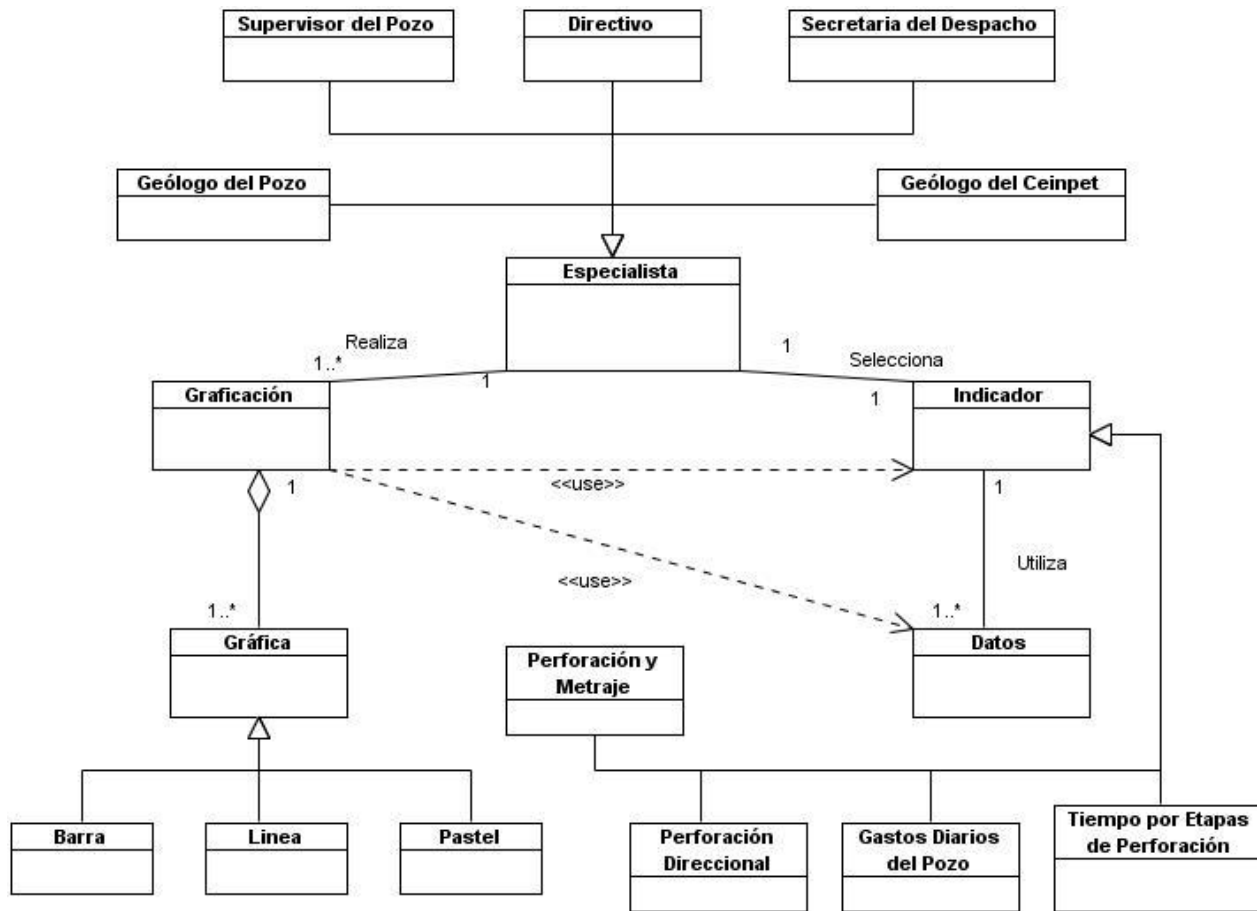 Supervisor del Pozo
Directivo
Secretaria del Despacho
Geólogo del Pozo
Geólogo del Ceinpet
Especialista
Realiza
1..*
1
1
Selecciona
1
Graficación
Indicador
1
<<use>>
1
Utiliza
<<use>>
1..*
1..*
Gráfica
Datos
Perforación y
Metraje
Barra
Linea
Pastel
Perforación
Direccional
Gastos Diarios
del Pozo
Tiempo por Etapas
de Perforación